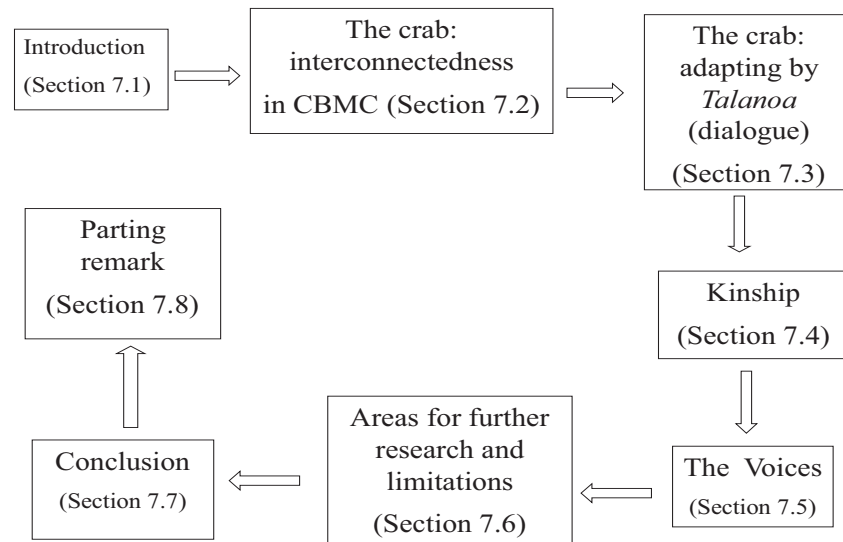 Introduction
(Section 7.1)
The crab:
interconnectedness
in CBMC (Section 7.2)
The crab:
adapting by
Talanoa
(dialogue)
(Section 7.3)
Kinship
(Section 7.4)
The Voices
(Section 7.5)
Areas for further
research and
limitations
(Section 7.6)
Conclusion
(Section 7.7)
Parting
remark
(Section 7.8)